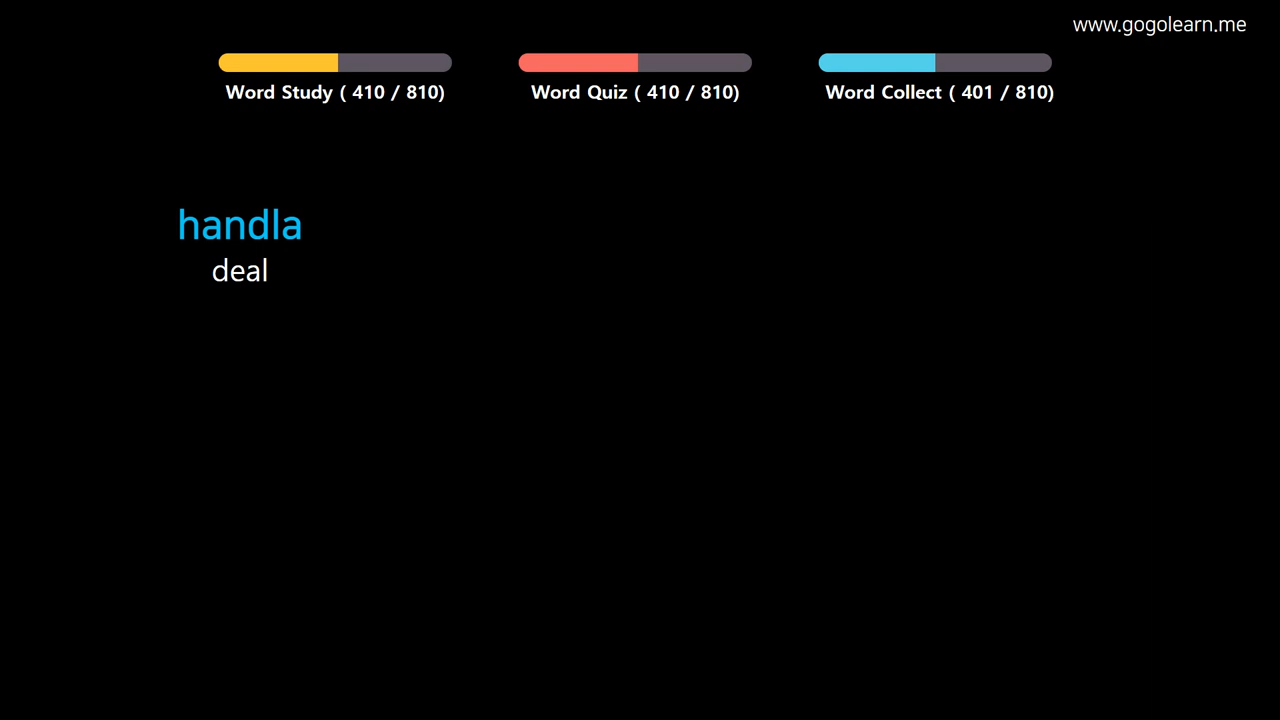 www.gogolearn.me
Word Study ( 410 / 810)
Word Quiz ( 410 / 810)
Word Collect ( 401 / 810)
handla
deal